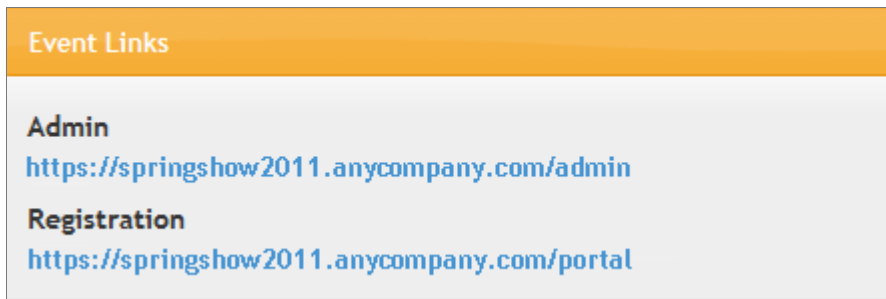 Event Links
Admin
https://springshow2011.anycompany.com/admin
Registration
https://springshow2011.anycompany.com/portal